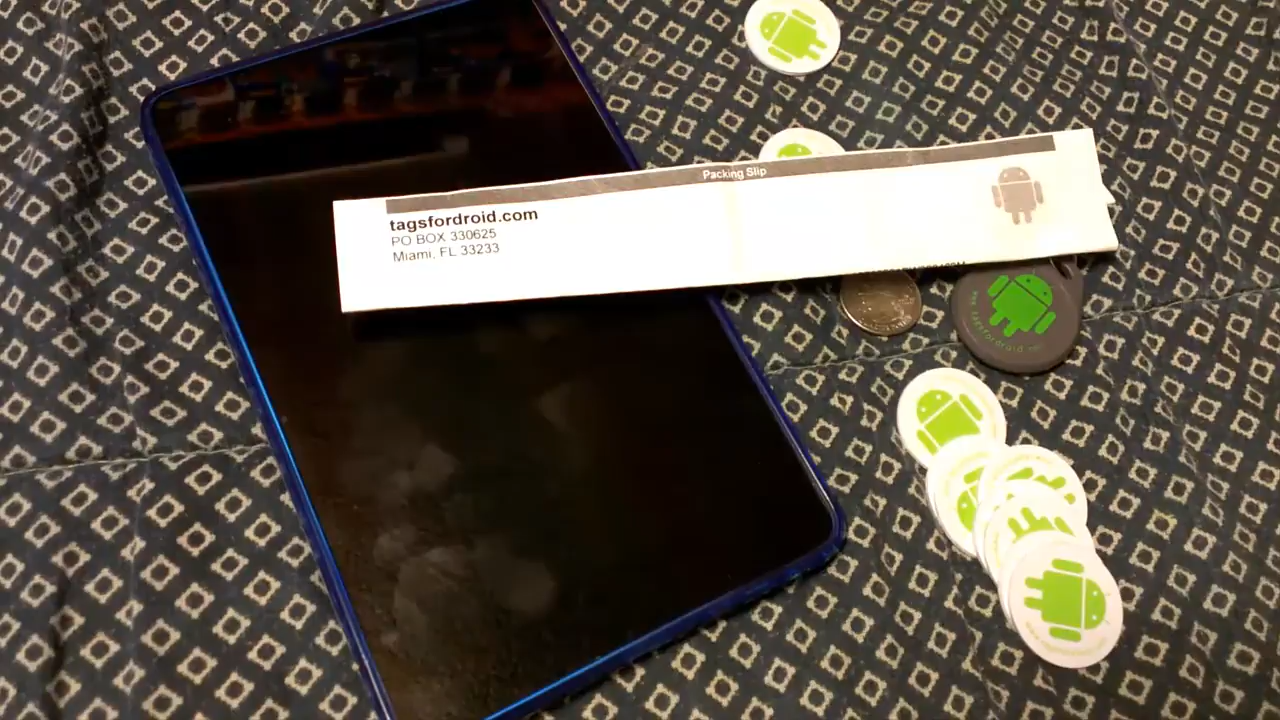 Packing Slip
tagsfordroid.com
PO BOX 330625
Miami, FL 33233